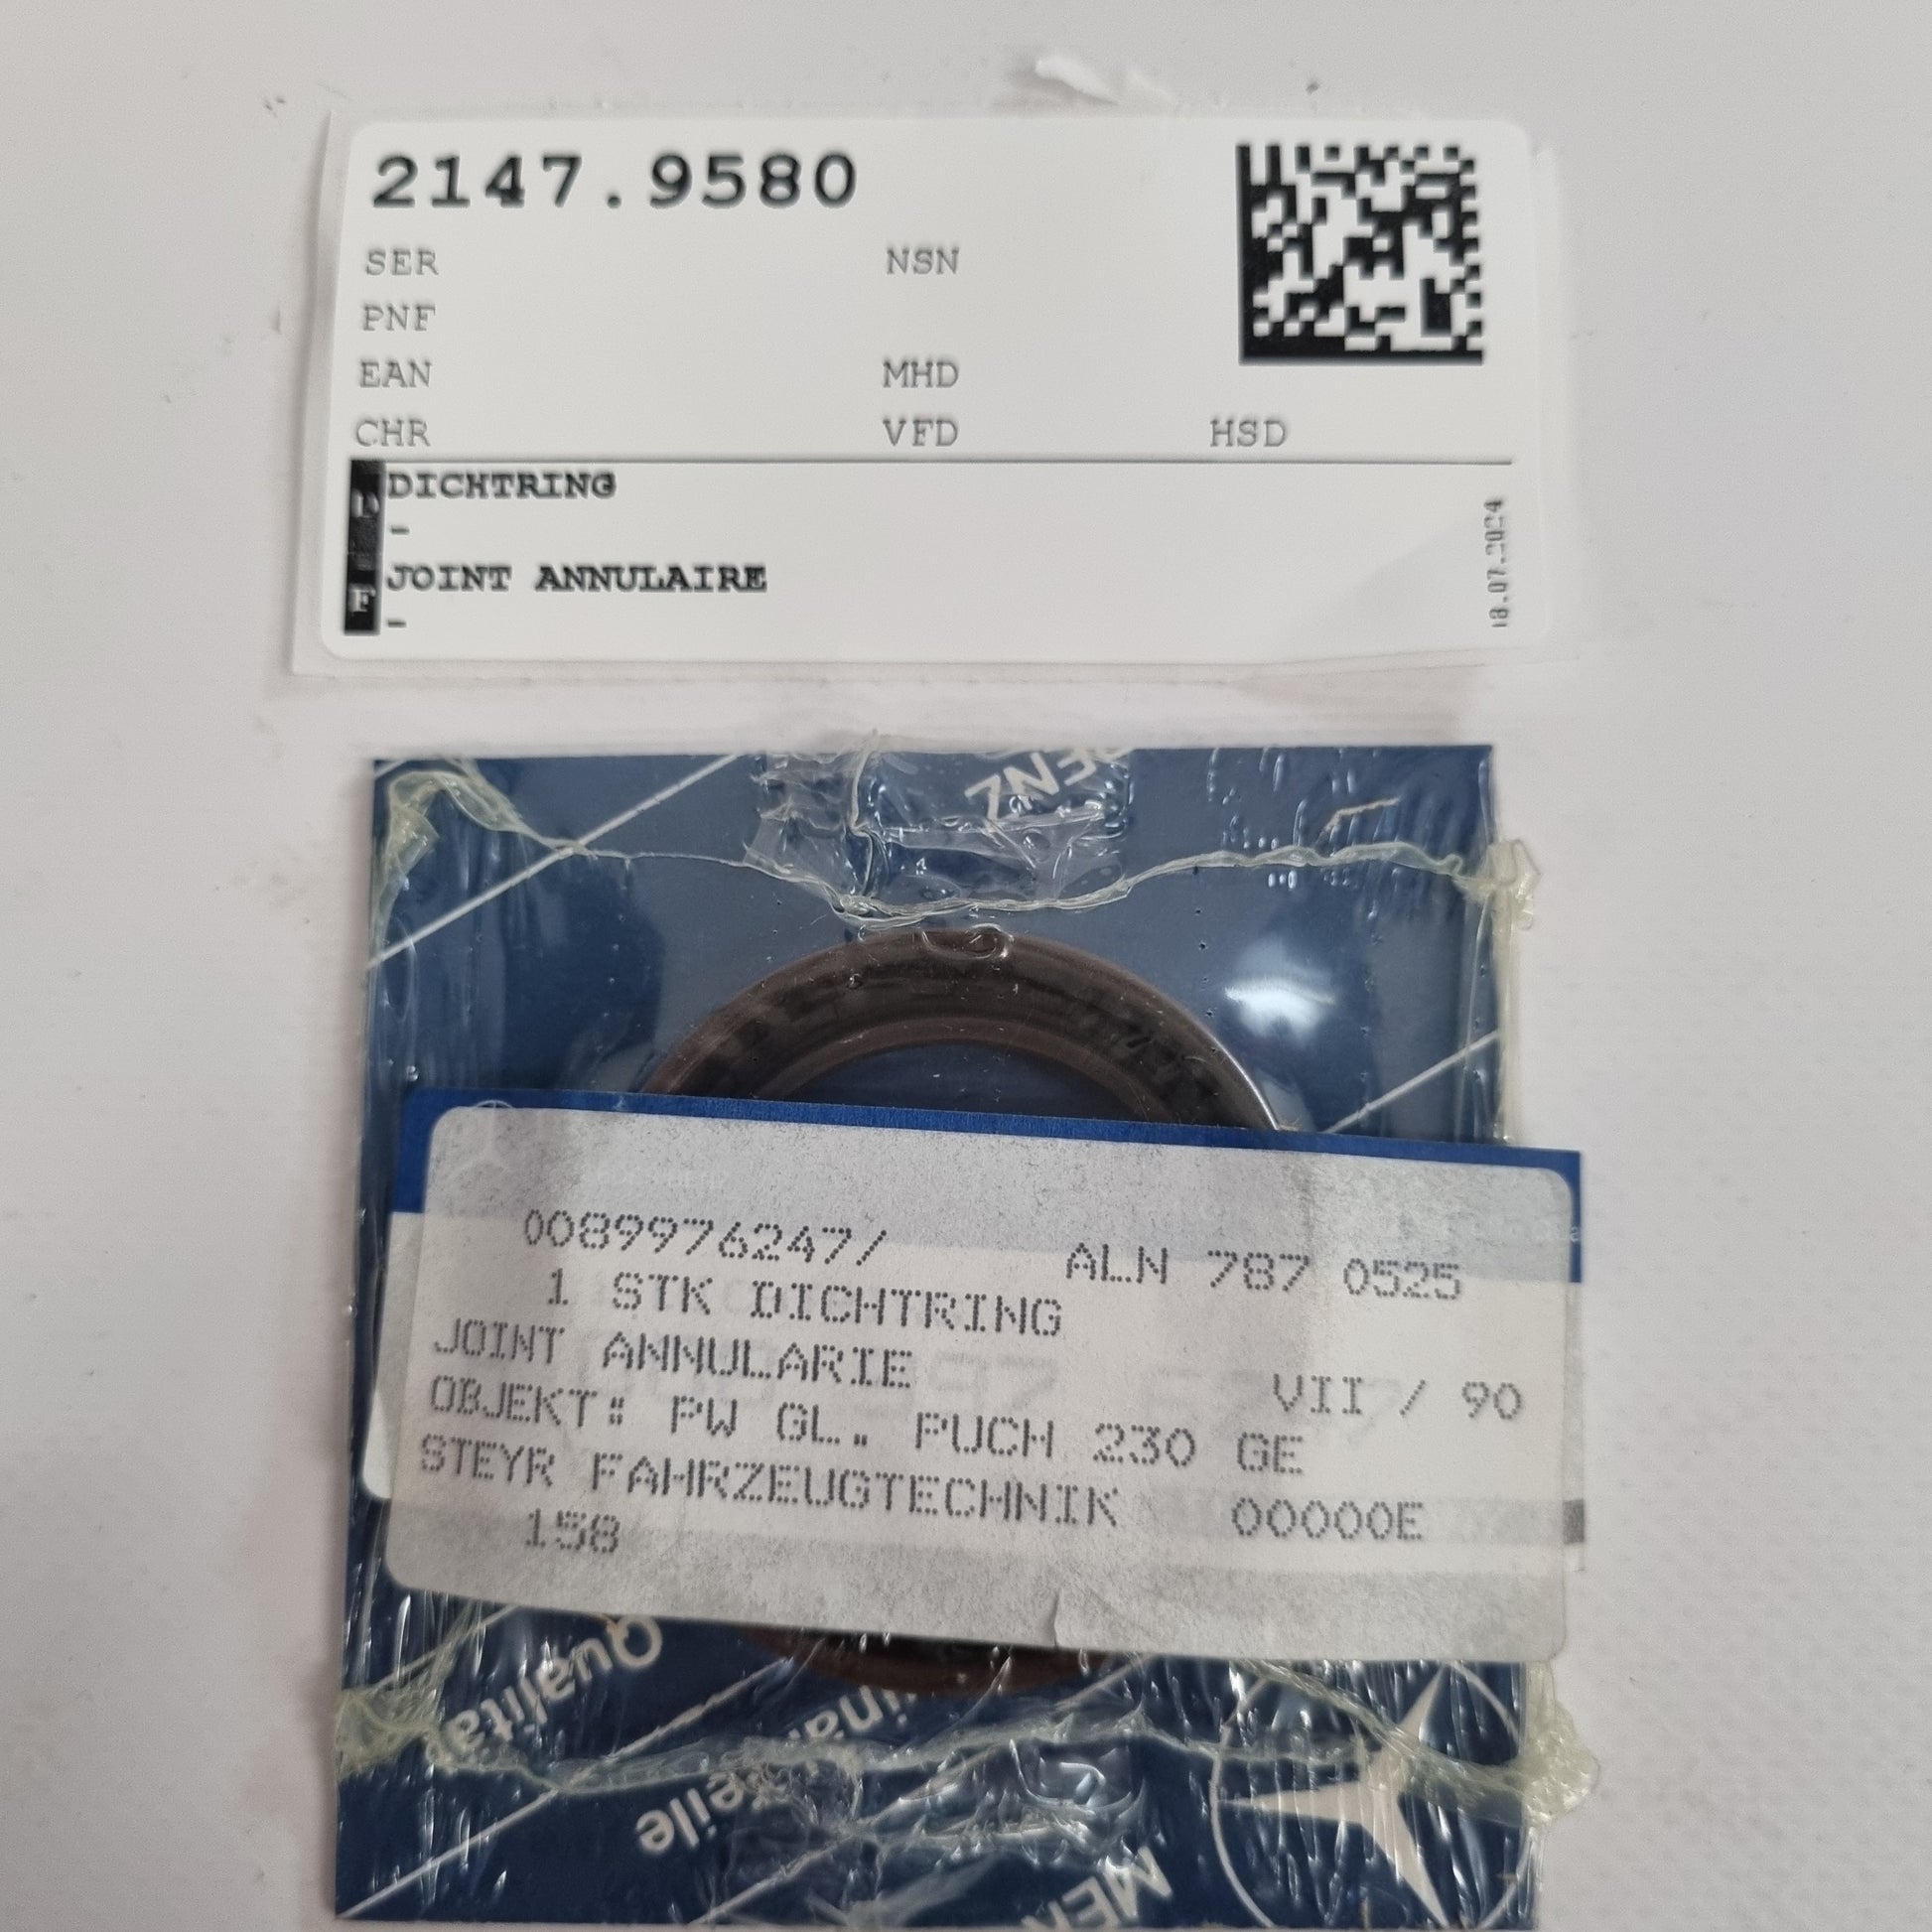 2147.9580
SER NSN
PNF
EAN MHD
CHR VFD HSD
D DICHTRING
-
F JOINT ANNULAIRE
-
18.07.2024
BENZ
0089976247/ ALN 787 0525
1 STK DICHTRING
JOINT ANNULARIE VII / 90
OBJEKT: PW GL. PUCH 230 GE
STEYR FAHRZEUGTECHNIK 00000E
158